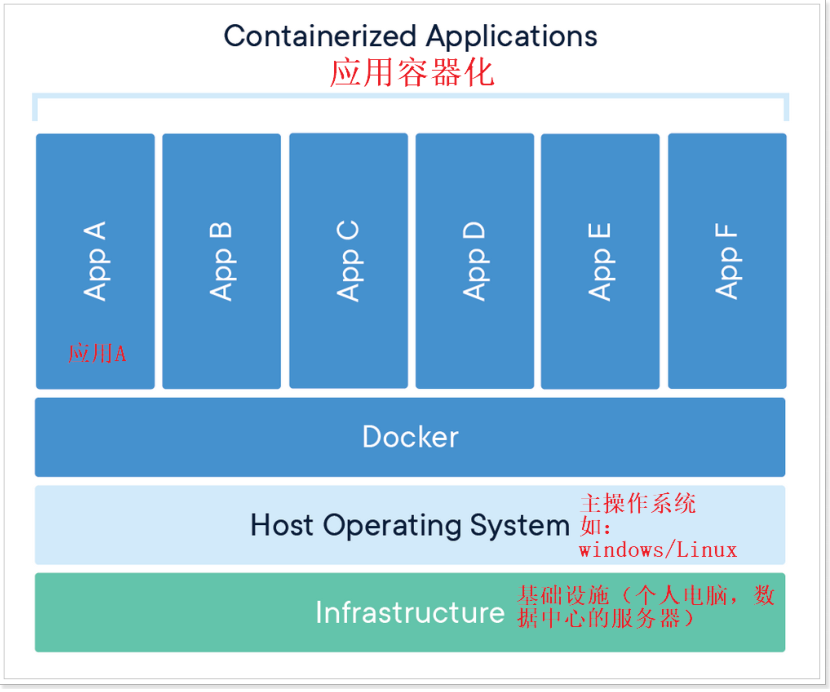 Containerized Applications
应用容器化
App A
App B
App C
App D
App E
App F
应用A
Docker
Host Operating System
主操作系统
如：
windows/Linux
Infrastructure
基础设施（个人电脑，数
据中心的服务器）